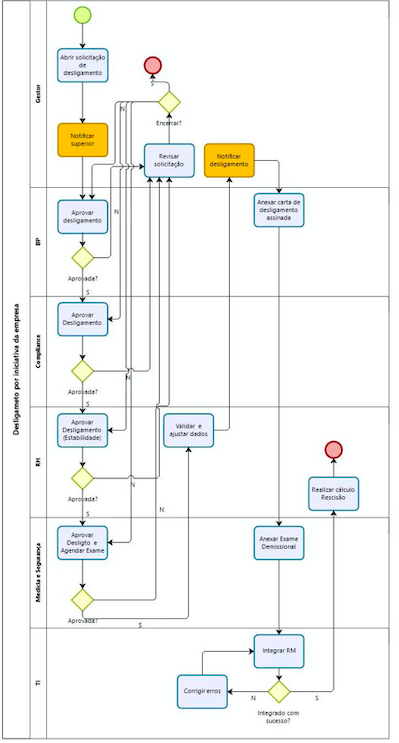 Desligameto por iniciativa da empresa
Gestor
Abrir solicitação
de
desligamento
Notificar
superior
S
N
Encerrar?
Revisar
solicitação
Notificar
desligamento
BP
Aprovar
desligamento
N
Aprovada?
S
Anexar carta de
desligamento
assinada
Compliance
Aprovar
Desligamento
N
Aprovada?
S
RH
Aprovar
Desligamento
(Estabilidade)
Validar e
ajustar dados
N
Aprovada?
S
Realizar cálculo
Rescisão
Medicia e Segurança
N
Aprovar
Desligto e
Agendar Exame
Anexar Exame
Demissional
Aprovada?
S
TI
Integrar RM
Corrigir erros
N
S
Integrado com
sucesso?